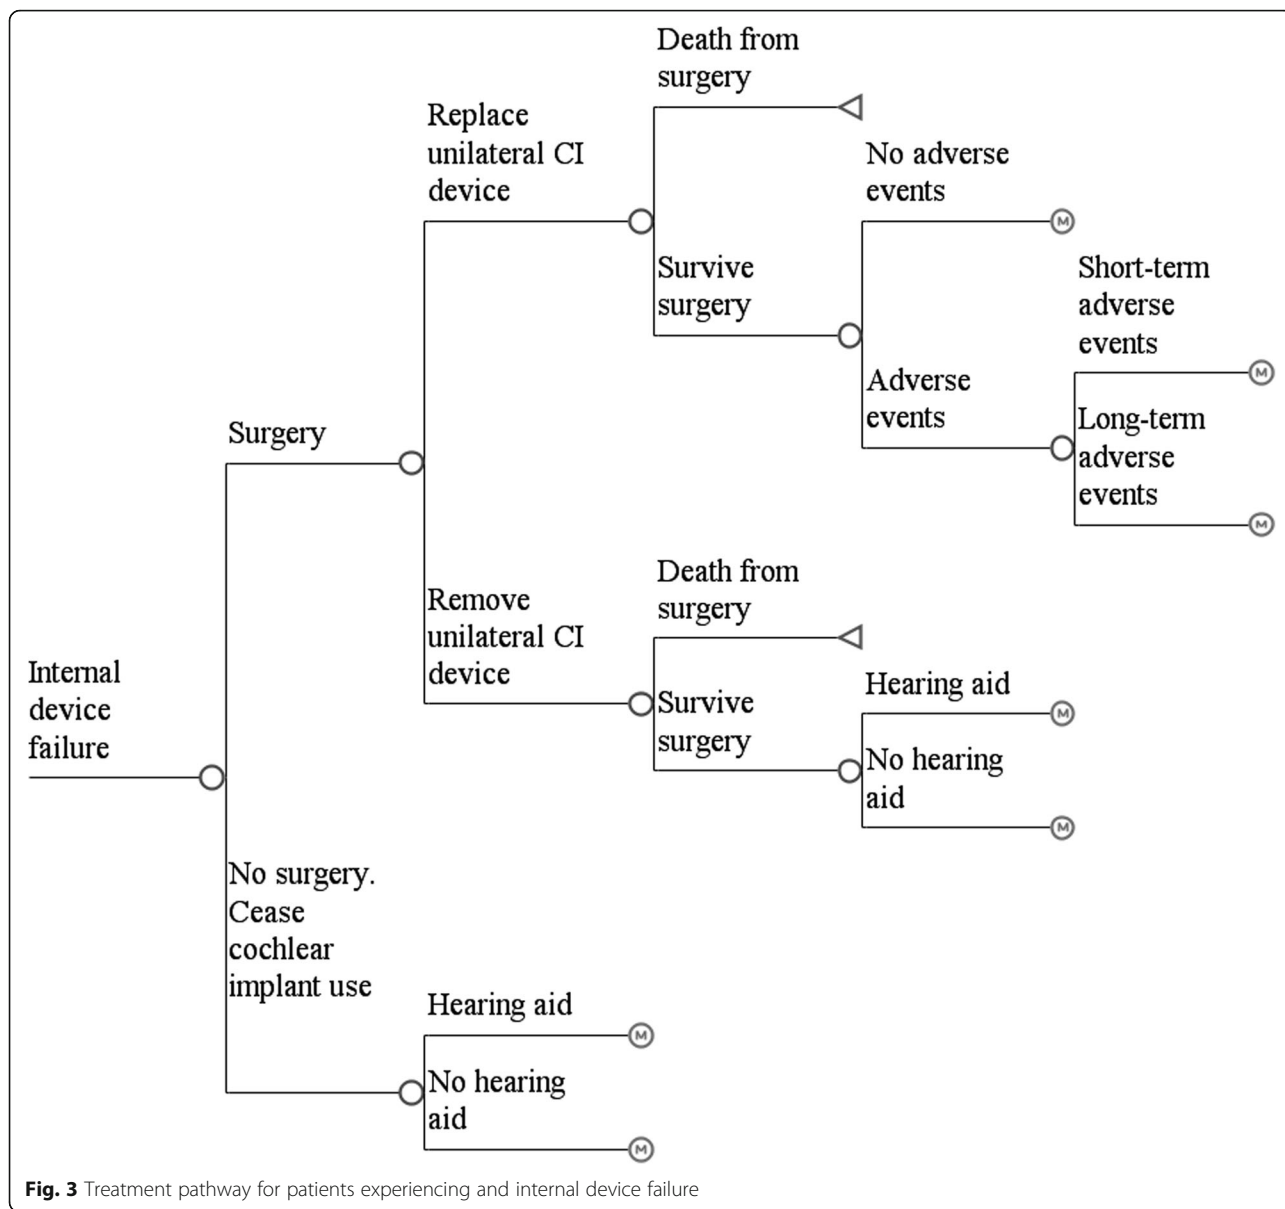 Death from
surgery
Replace
unilateral CI
device
No adverse
events
M
Survive
surgery
Short-term
adverse
events
M
Adverse
events
Long-term
adverse
events
M
Surgery
Death from
surgery
Remove
unilateral CI
device
Hearing aid
M
Survive
surgery
No hearing
aid
M
Internal
device
failure
No surgery.
Cease
cochlear
implant use
Hearing aid
M
No hearing
aid
M
Fig. 3 Treatment pathway for patients experiencing and internal device failure